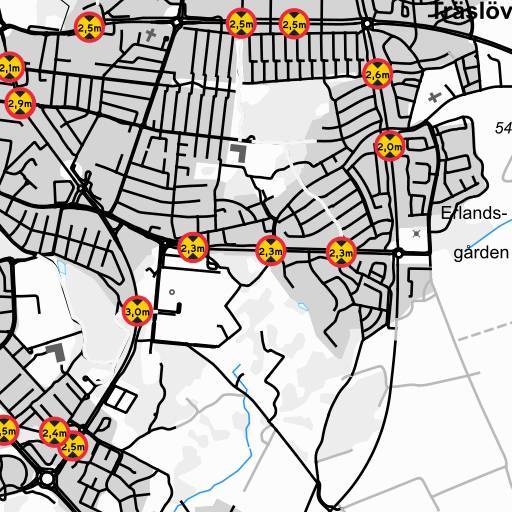 Träslöv
2,5m
2,5m
2,5m
2,1m
2,6m
2,9m
2,0m
54
Erlands-
gården
2,3m
2,3m
2,3m
3,0m
5m
2,4m
2,5m